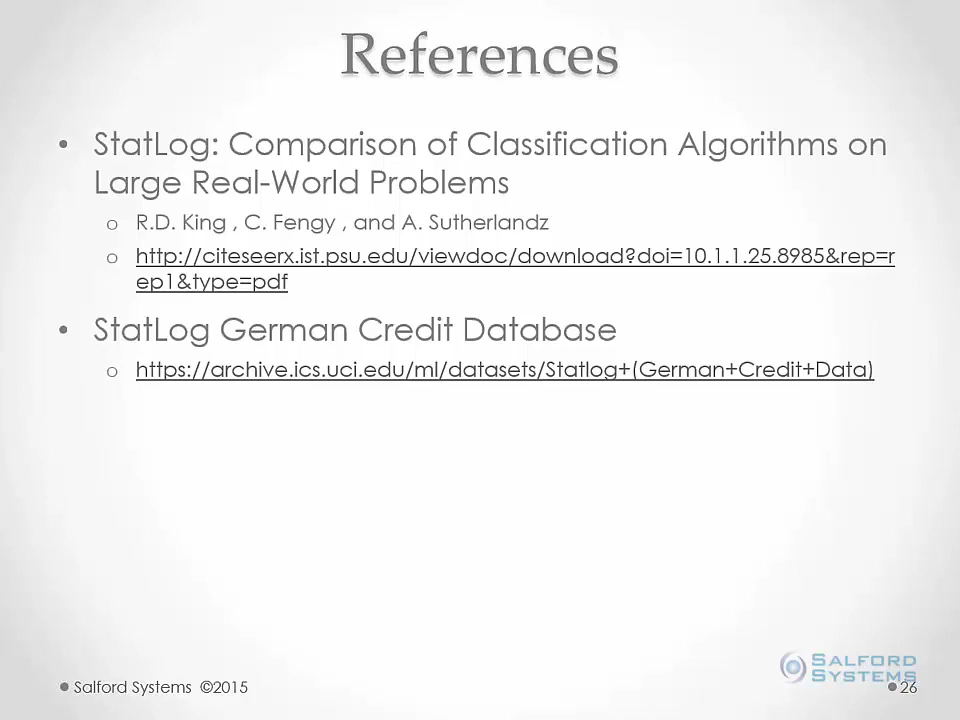 References
• StatLog: Comparison of Classification Algorithms on
Large Real-World Problems
o R.D. King , C. Fengy , and A. Sutherlandz
o http://citeseerx.ist.psu.edu/viewdoc/download?doi=10.1.1.25.8985&rep=r
ep1&type=pdf
• StatLog German Credit Database
o https://archive.ics.uci.edu/ml/datasets/Statlog+(German+Credit+Data)
SALFORD
SYSTEMS
• Salford Systems ©2015
• 26